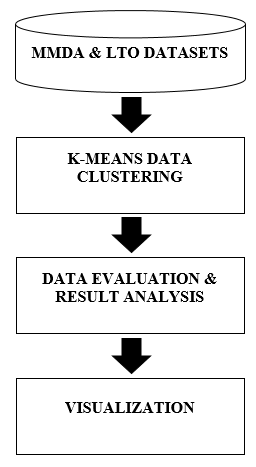 MMDA & LTO DATASETS
K-MEANS DATA
CLUSTERING
DATA EVALUATION &
RESULT ANALYSIS
VISUALIZATION